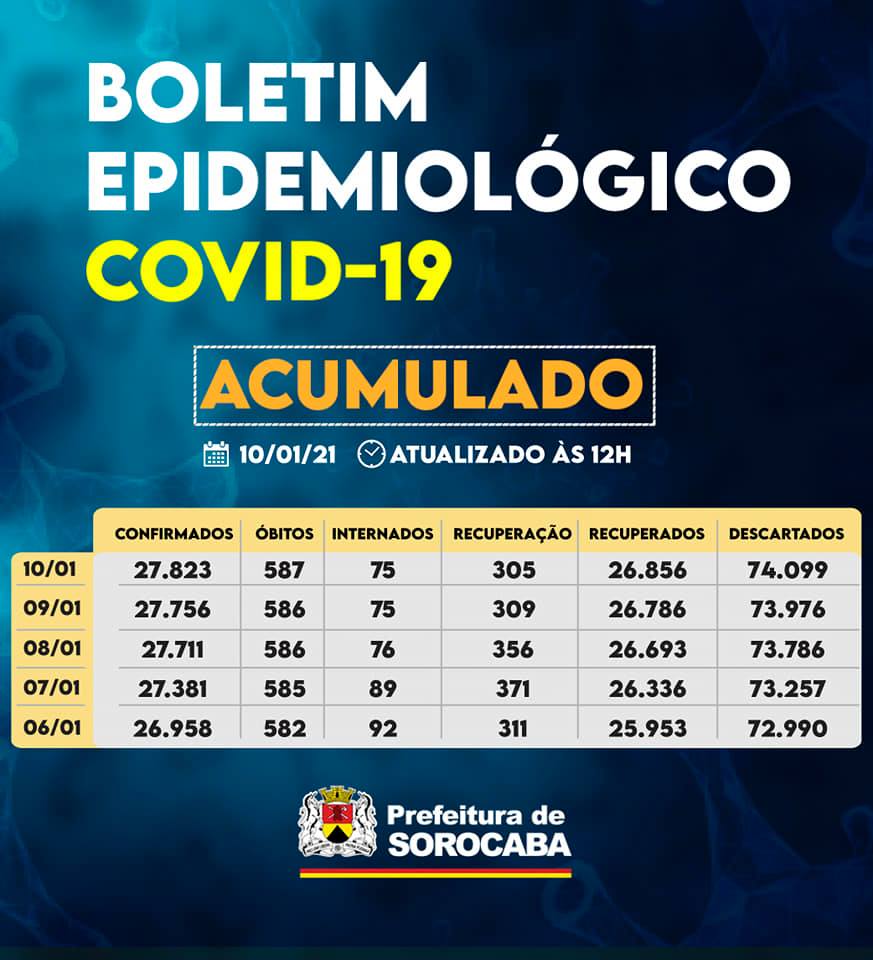 BOLETIM
EPIDEMIOLÓGICO
COVID-19
ACUMULADO
10/01/21 ATUALIZADO ÀS 12H
CONFIRMADOS ÓBITOS INTERNADOS RECUPERAÇÃO RECUPERADOS DESCARTADOS
10/01 27.823 587 75 305 26.856 74.099
09/01 27.756 586 75 309 26.786 73.976
08/01 27.711 586 76 356 26.693 73.786
07/01 27.381 585 89 371 26.336 73.257
06/01 26.958 582 92 311 25.953 72.990
Prefeitura de
SOROCABA